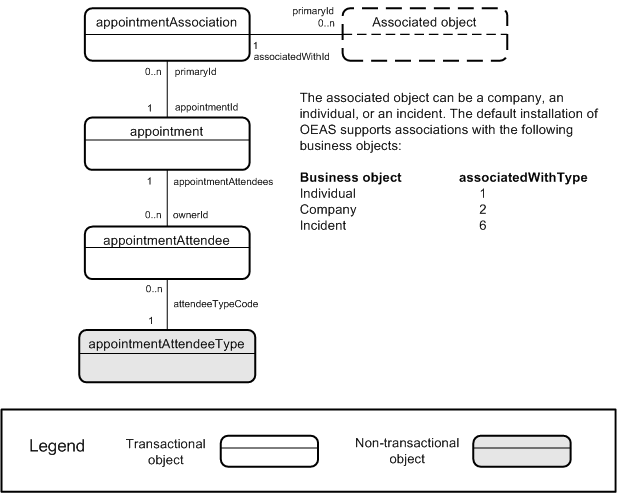 appointmentAssociation
primaryId
0..n
Associated object
1
associatedWithId
0..n primaryId
1 appointmentId
appointment
The associated object can be a company, an
individual, or an incident. The default installation of
OEAS supports associations with the following
business objects:
Business object associatedWithType
Individual 1
Company 2
Incident 6
1 appointmentAttendees
0..n ownerId
appointmentAttendee
0..n
attendeeTypeCode
1
appointmentAttendeeType
Legend
Transactional
object
Non-transactional
object